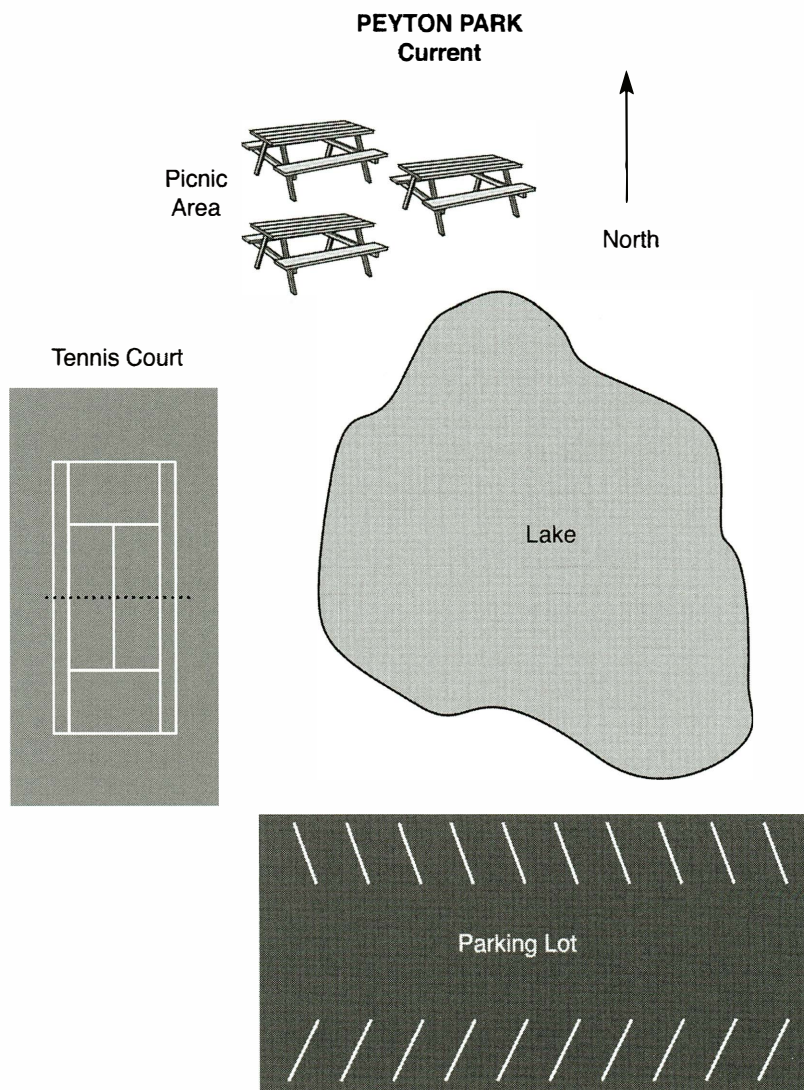 PEYTON PARK
Current
Picnic
Area
North
Tennis Court
Lake
Parking Lot